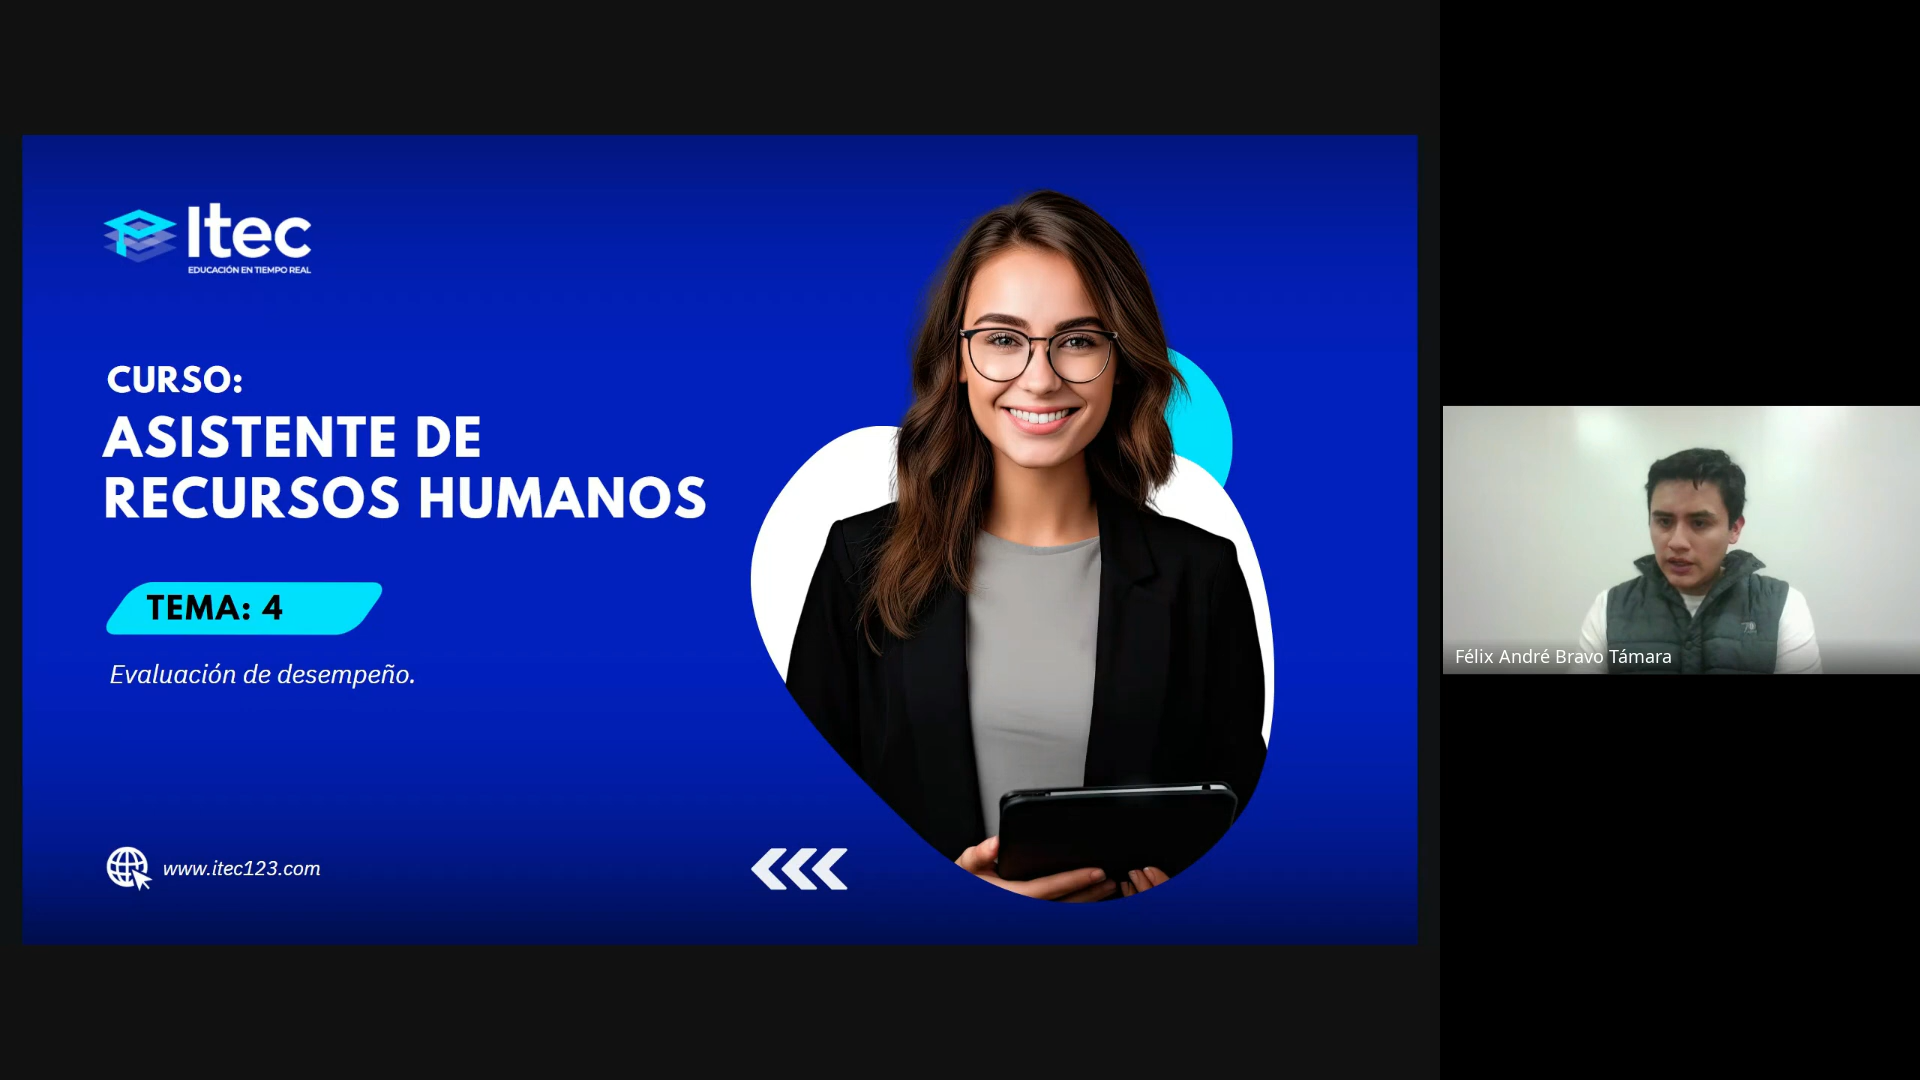 Itec
EDUCACIÓN EN TIEMPO REAL
CURSO:
ASISTENTE DE
RECURSOS HUMANOS
TEMA: 4
Evaluación de desempeño.
www.itec123.com
Félix André Bravo Támara